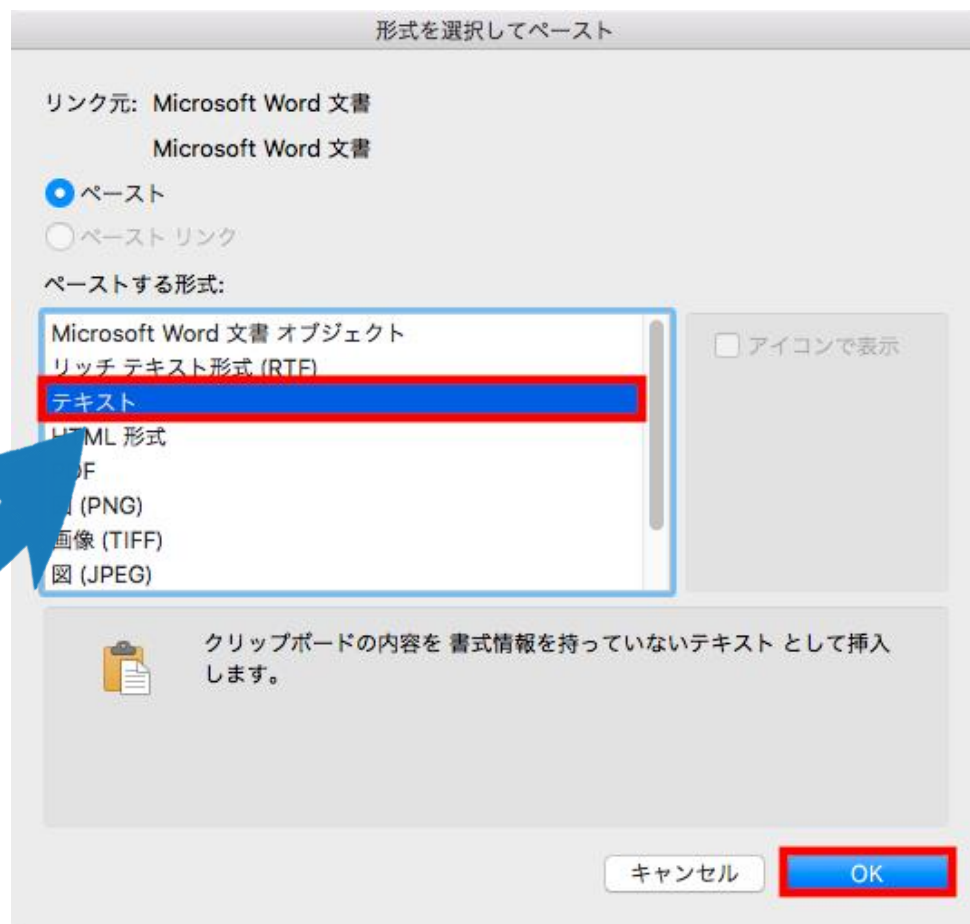 形式を選択してペースト
リンク元: Microsoft Word 文書
Microsoft Word 文書
ペースト
ペースト リンク
ペーストする形式:
Microsoft Word 文書 オブジェクト
アイコンで表示
リッチ テキスト形式 (RTF)
テキスト
HTML 形式
(PNG)
画像 (TIFF)
図 (JPEG)
クリップボードの内容を 書式情報を持っていないテキスト として挿入
します。
キャンセル
OK